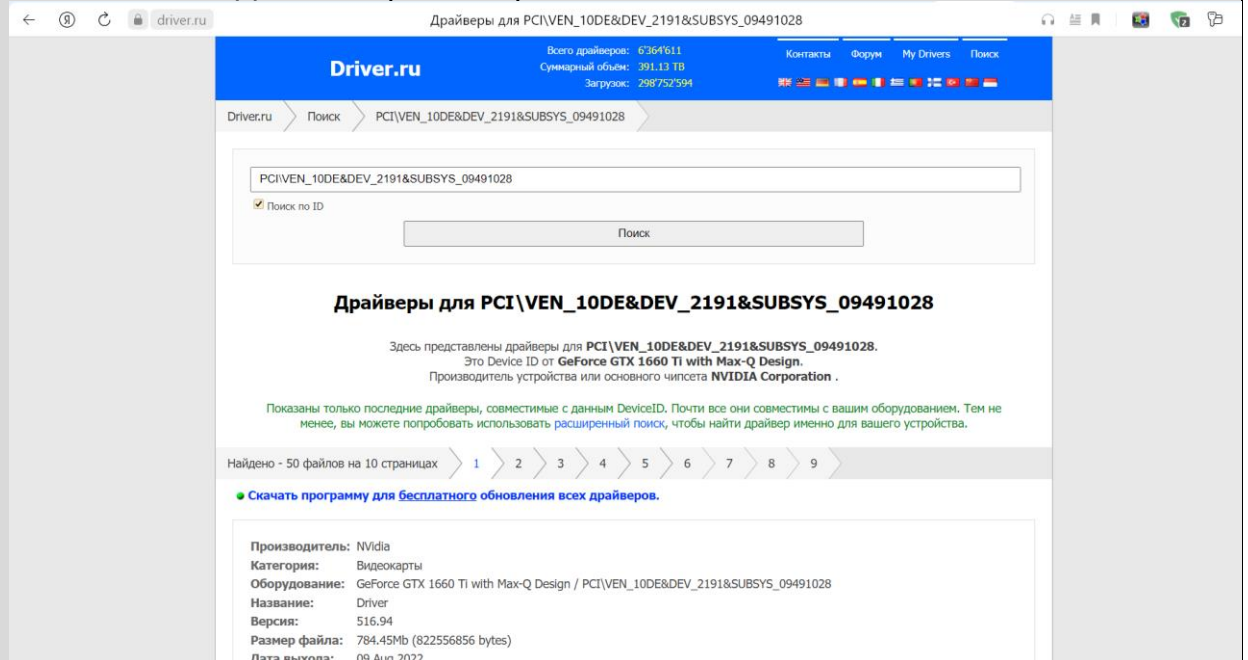 driver.ru
Драйверы для PCI\VEN_10DE&DEV_2191&SUBSYS_09491028
Driver.ru
Всего драйверов: 6'364'611
Суммарный объём: 391.13 TB
Загрузок: 298'752'594
Контакты Форум My Drivers Поиск
Driver.ru Поиск PCI\VEN_10DE&DEV_2191&SUBSYS_09491028
PCI\VEN_10DE&DEV_2191&SUBSYS_09491028
Поиск по ID
Поиск
Драйверы для PCI\VEN_10DE&DEV_2191&SUBSYS_09491028
Здесь представлены драйверы для PCI\VEN_10DE&DEV_2191&SUBSYS_09491028.
Это Device ID от GeForce GTX 1660 Ti with Max-Q Design.
Производитель устройства или основного чипсета NVIDIA Corporation .
Показаны только последние драйверы, совместимые с данным DeviceID. Почти все они совместимы с вашим оборудованием. Тем не
менее, вы можете попробовать использовать расширенный поиск, чтобы найти драйвер именно для вашего устройства.
Найдено - 50 файлов на 10 страницах 1 2 3 4 5 6 7 8 9
Скачать программу для бесплатного обновления всех драйверов.
Производитель: NVidia
Категория: Видеокарты
Оборудование: GeForce GTX 1660 Ti with Max-Q Design / PCI\VEN_10DE&DEV_2191&SUBSYS_09491028
Название: Driver
Версия: 516.94
Размер файла: 784.45Mb (822556856 bytes)
Дата выхода: 09 Aug 2022